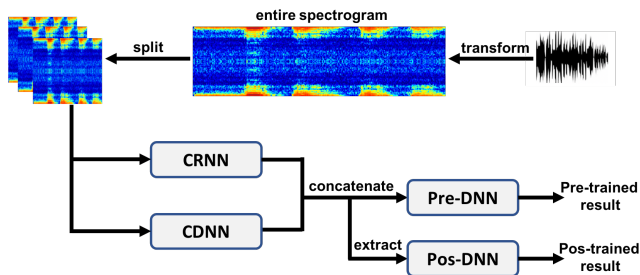 entire spectrogram
split
transform
CRNN
concatenate
Pre-DNN
Pre-trained
result
CDNN
extract
Pos-DNN
Pos-trained
result